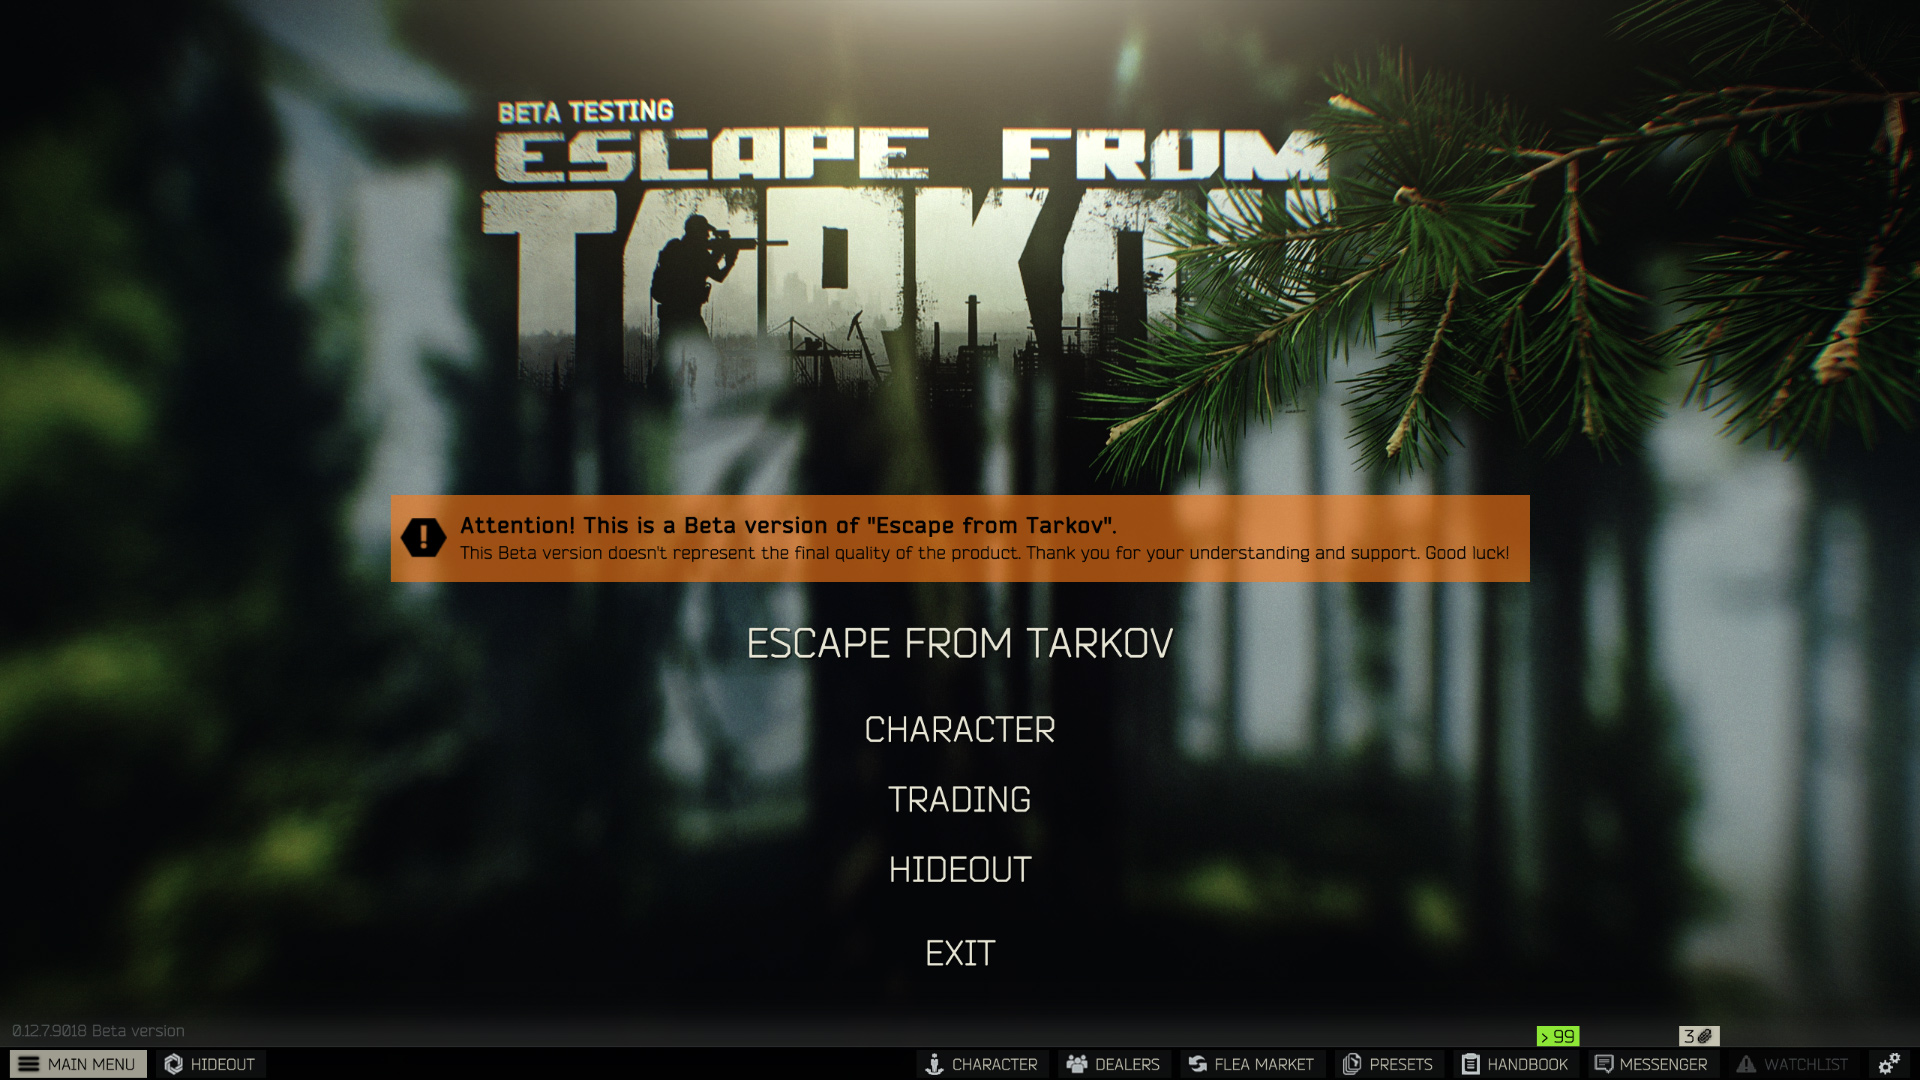 BETA TESTING
ESCAPE FROM
TARKOV
Attention! This is a Beta version of "Escape from Tarkov".
This Beta version doesn't represent the final quality of the product. Thank you for your understanding and support. Good luck!
ESCAPE FROM TARKOV
CHARACTER
TRADING
HIDEOUT
EXIT
0.12.7.9018 Beta version
> 99
3
MAIN MENU HIDEOUT CHARACTER DEALERS FLEA MARKET PRESETS HANDBOOK MESSENGER WATCHLIST